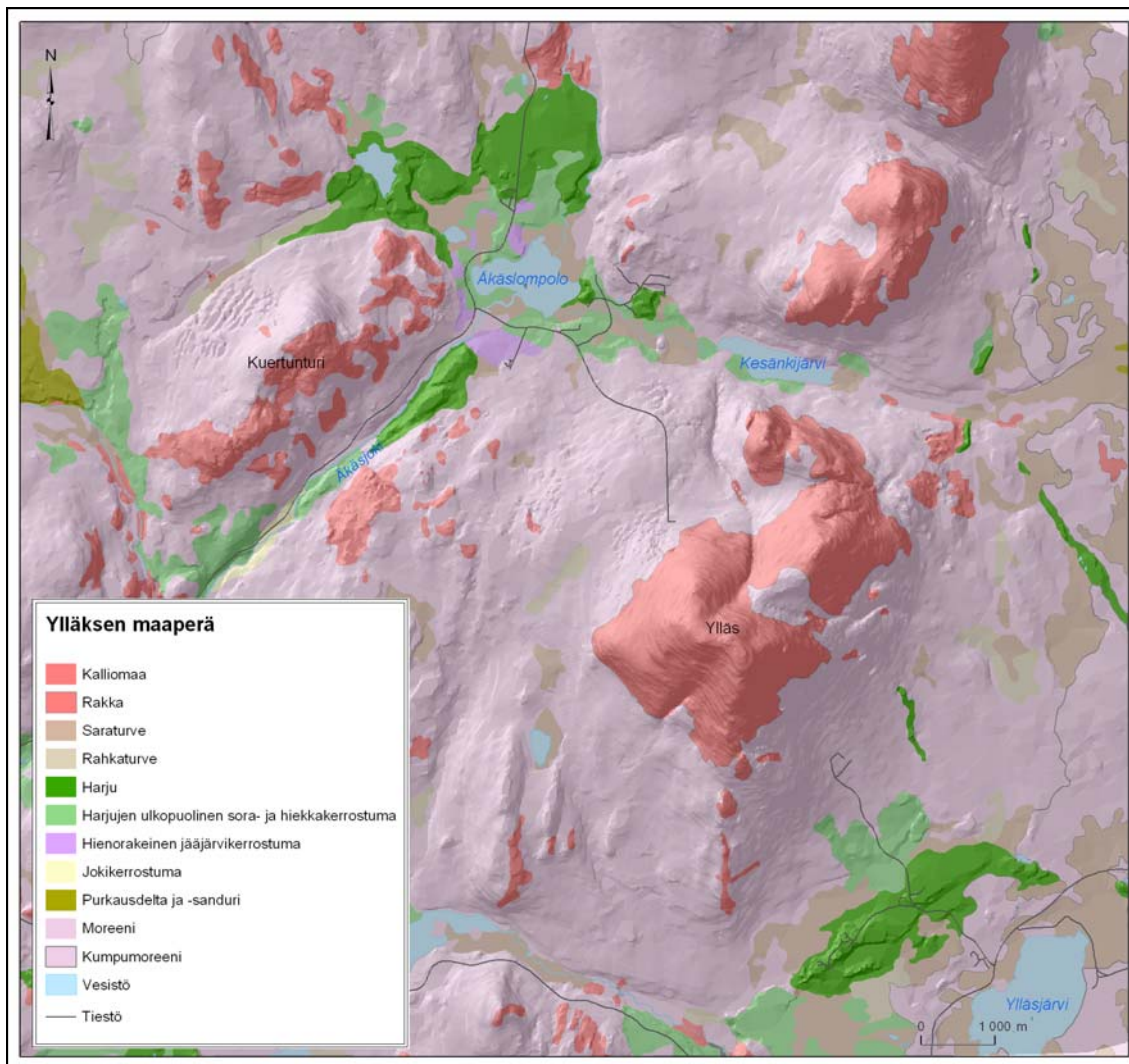 N
Äkäslompolo
Kesänkijärvi
Kuertunturi
Äkäsjoki
Ylläs
Ylläsjärvi
0 1 000 m
Ylläksen maaperä
Kalliomaa
Rakka
Saraturve
Rahkaturve
Harju
Harjujen ulkopuolinen sora- ja hiekkakerrostuma
Hienorakeinen jääjärvikerrostuma
Jokikerrostuma
Purkausdelta ja -sanduri
Moreeni
Kumpumoreeni
Vesistö
Tiestö